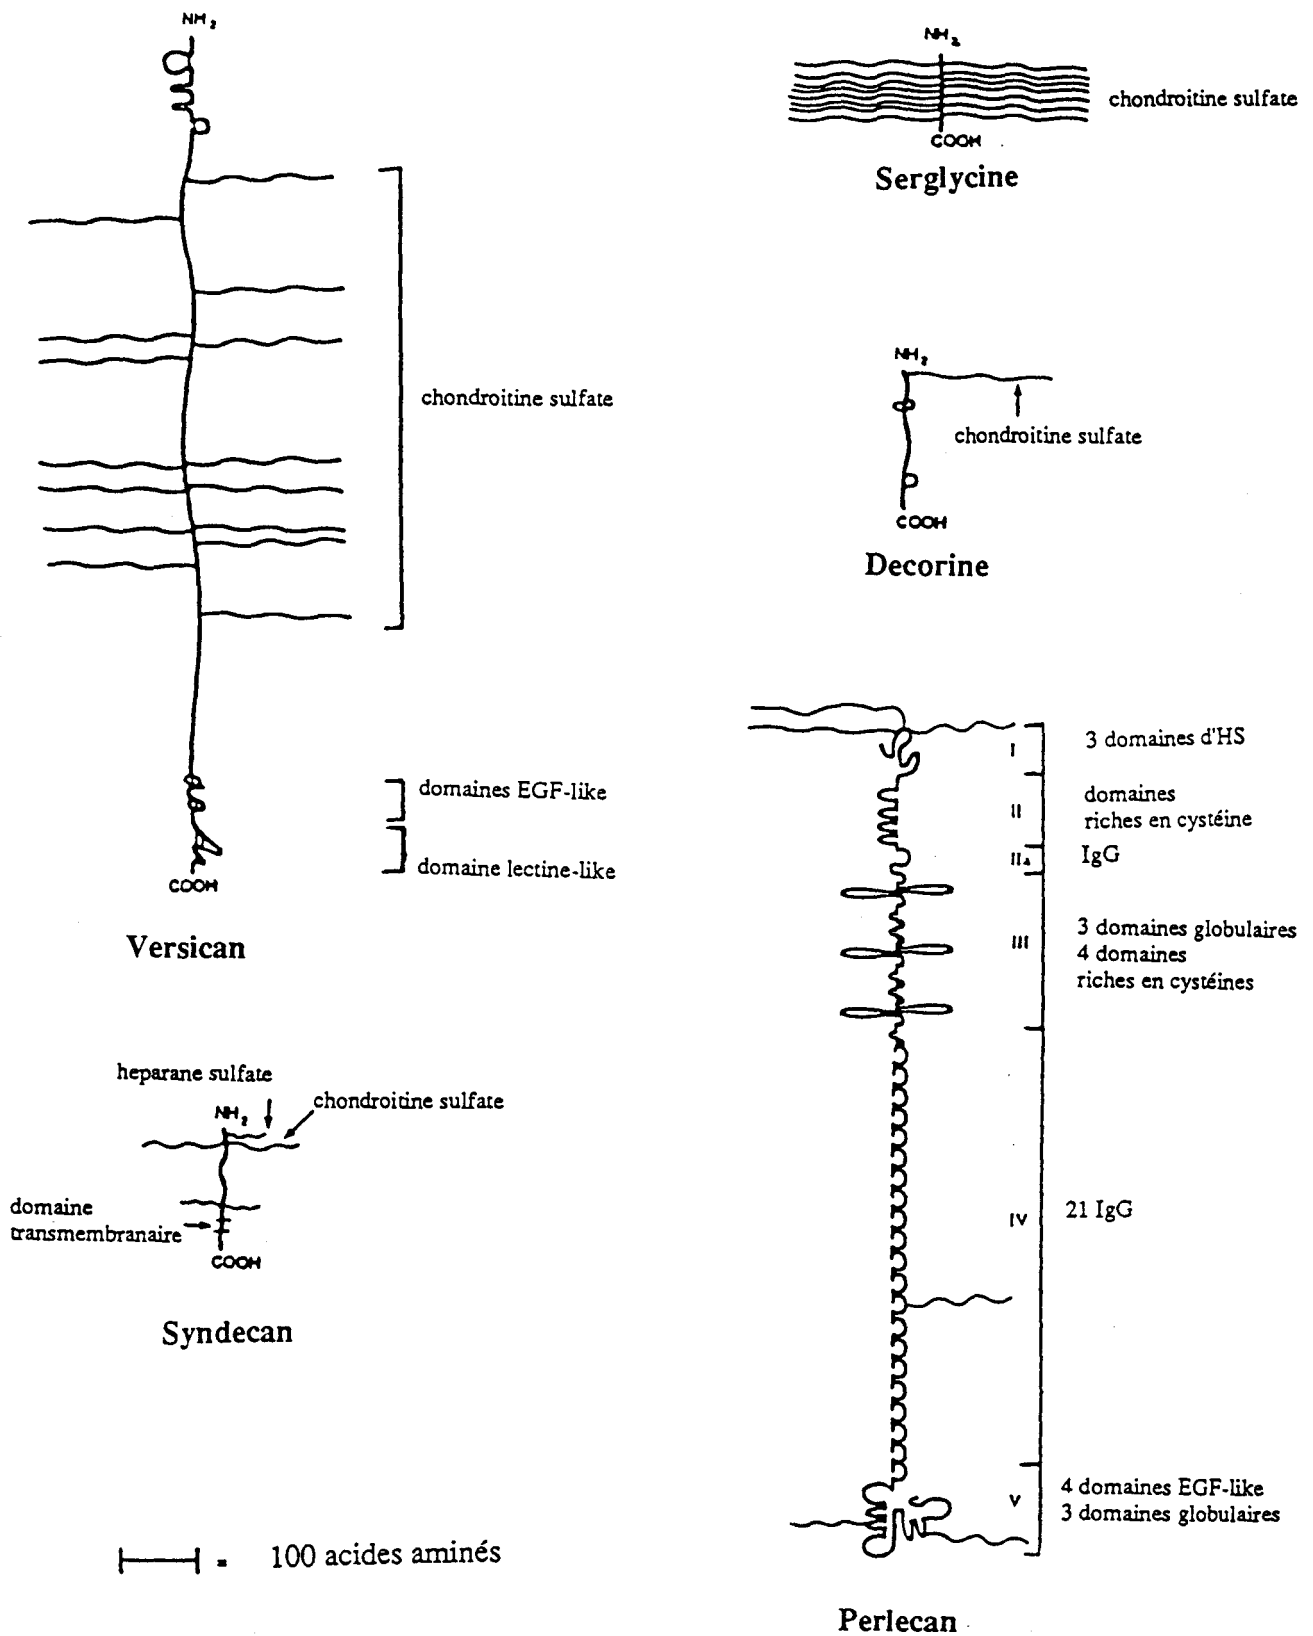 NH2
chondroitine sulfate
domaines EGF-like
domaine lectine-like
COOH
Versican
NH2
chondroitine sulfate
COOH
Serglycine
NH2
chondroitine sulfate
COOH
Decorine
heparane sulfate
chondroitine sulfate
NH2
domaine
transmembranaire
COOH
Syndecan
I
3 domaines d'HS
II
domaines
riches en cystéine
IgG
III
3 domaines globulaires
4 domaines
riches en cystéines
IV
21 IgG
V
4 domaines EGF-like
3 domaines globulaires
Perlecan
= 100 acides aminés